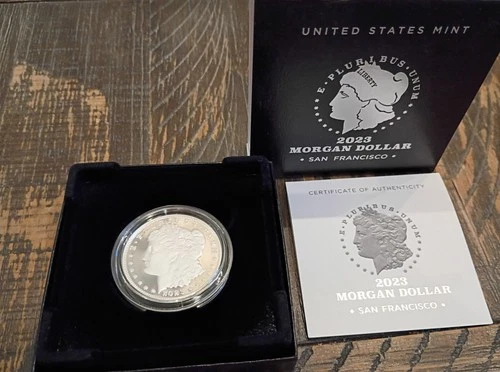 UNITED STATES MINT
E·PLURIBUS·UNUM
LIBERTY
2023
MORGAN DOLLAR
• SAN FRANCISCO •
CERTIFICATE OF AUTHENTICITY
E·PLURIBUS·UNUM
2023
MORGAN DOLLAR
• SAN FRANCISCO •